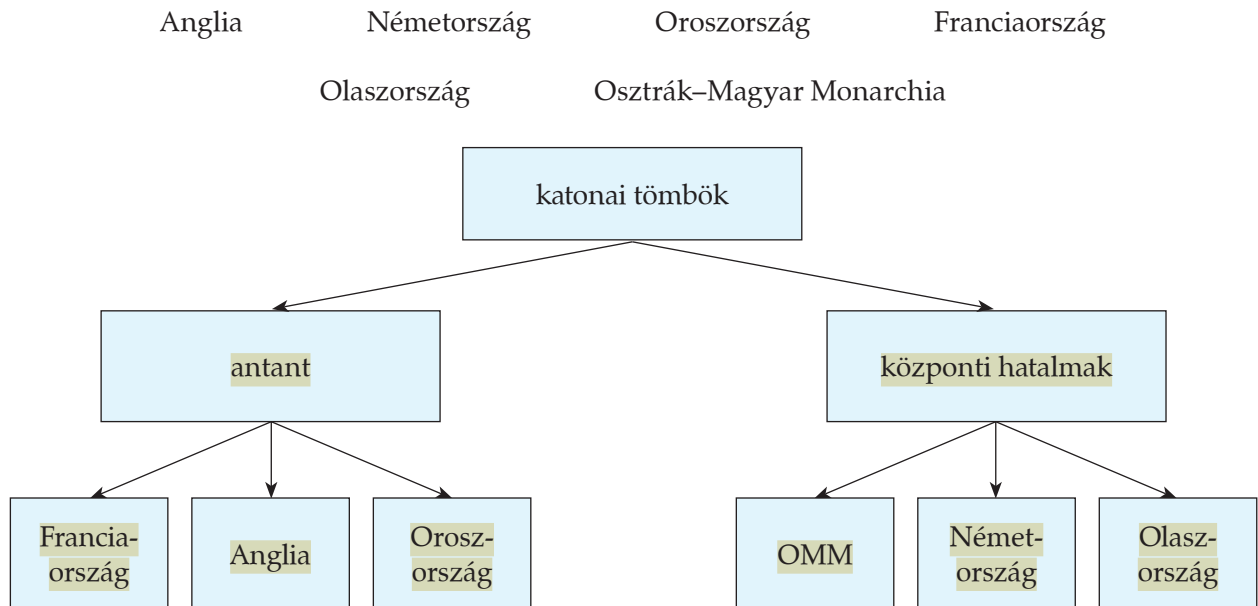 Anglia Németország Oroszország Franciaország
Olaszország Osztrák–Magyar Monarchia
katonai tömbök
antant
központi hatalmak
Francia-
ország
Anglia
Orosz-
ország
OMM
Német-
ország
Olasz-
ország